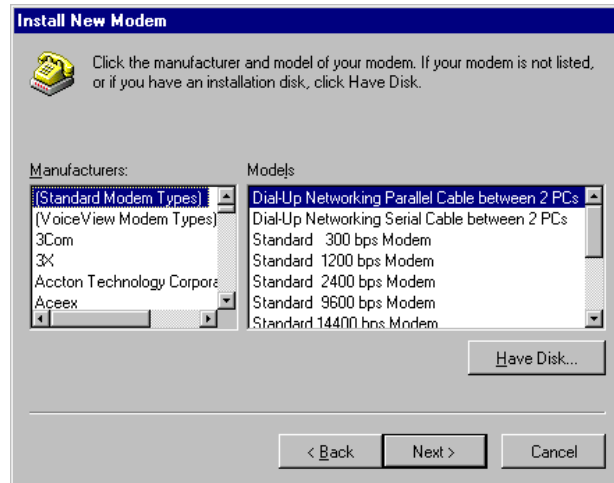 Install New Modem
Click the manufacturer and model of your modem. If your modem is not listed,
or if you have an installation disk, click Have Disk.
Manufacturers:
(Standard Modem Types)
(VoiceView Modem Types)
3Com
3X
Accton Technology Corpora
Aceex
Models
Dial-Up Networking Parallel Cable between 2 PCs
Dial-Up Networking Serial Cable between 2 PCs
Standard   300 bps Modem
Standard  1200 bps Modem
Standard  2400 bps Modem
Standard  9600 bps Modem
Standard 14400 bps Modem
Have Disk...
< Back
Next >
Cancel